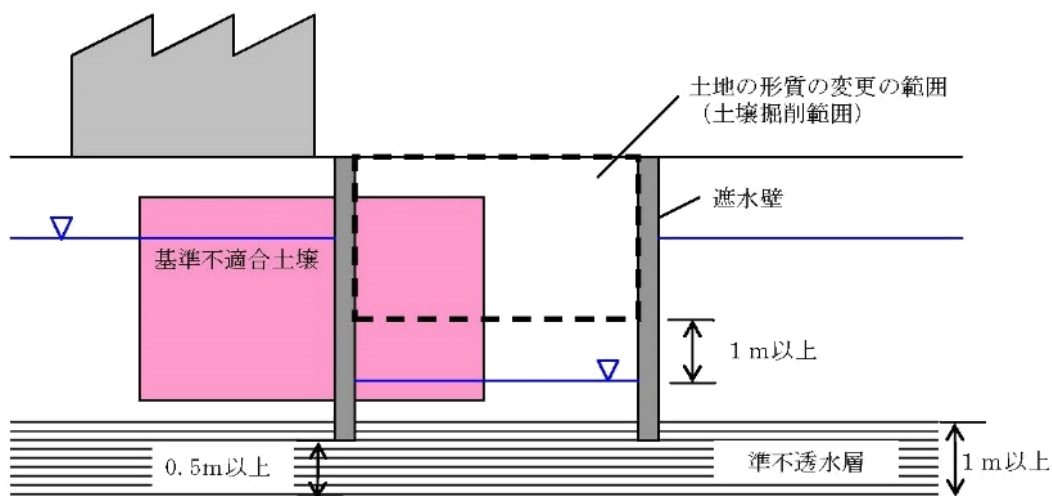 土地の形質の変更の範囲
（土壌掘削範囲）
遮水壁
基準不適合土壌
1m以上
0.5m以上
準不透水層
1m以上